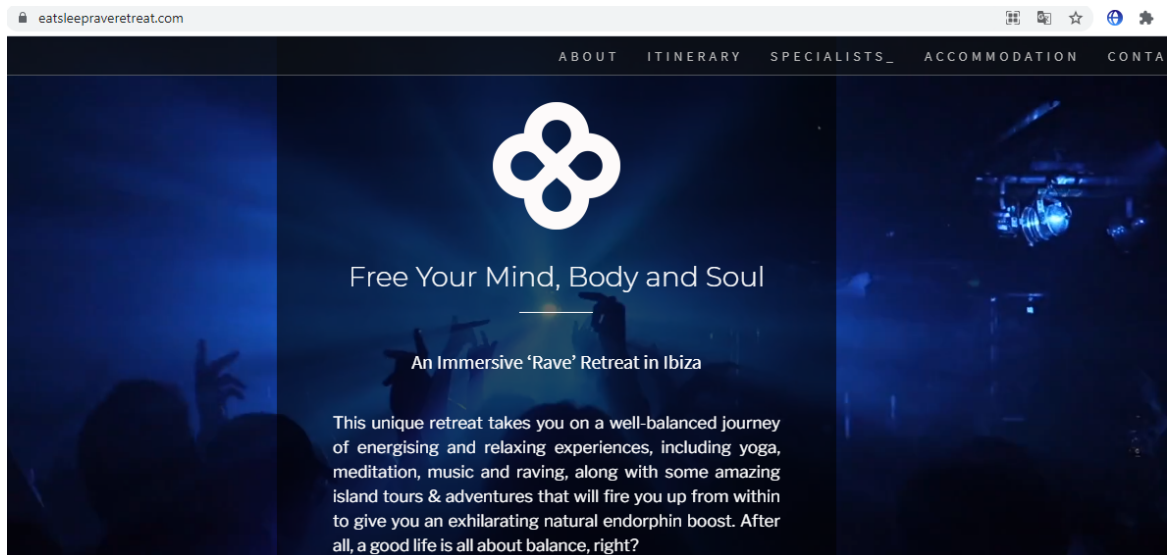 eatsleepraveretreat.com
ABOUT ITINERARY SPECIALISTS_ ACCOMMODATION CONTA
Free Your Mind, Body and Soul
An Immersive ‘Rave’ Retreat in Ibiza
This unique retreat takes you on a well-balanced journey
of energising and relaxing experiences, including yoga,
meditation, music and raving, along with some amazing
island tours & adventures that will fire you up from within
to give you an exhilarating natural endorphin boost. After
all, a good life is all about balance, right?